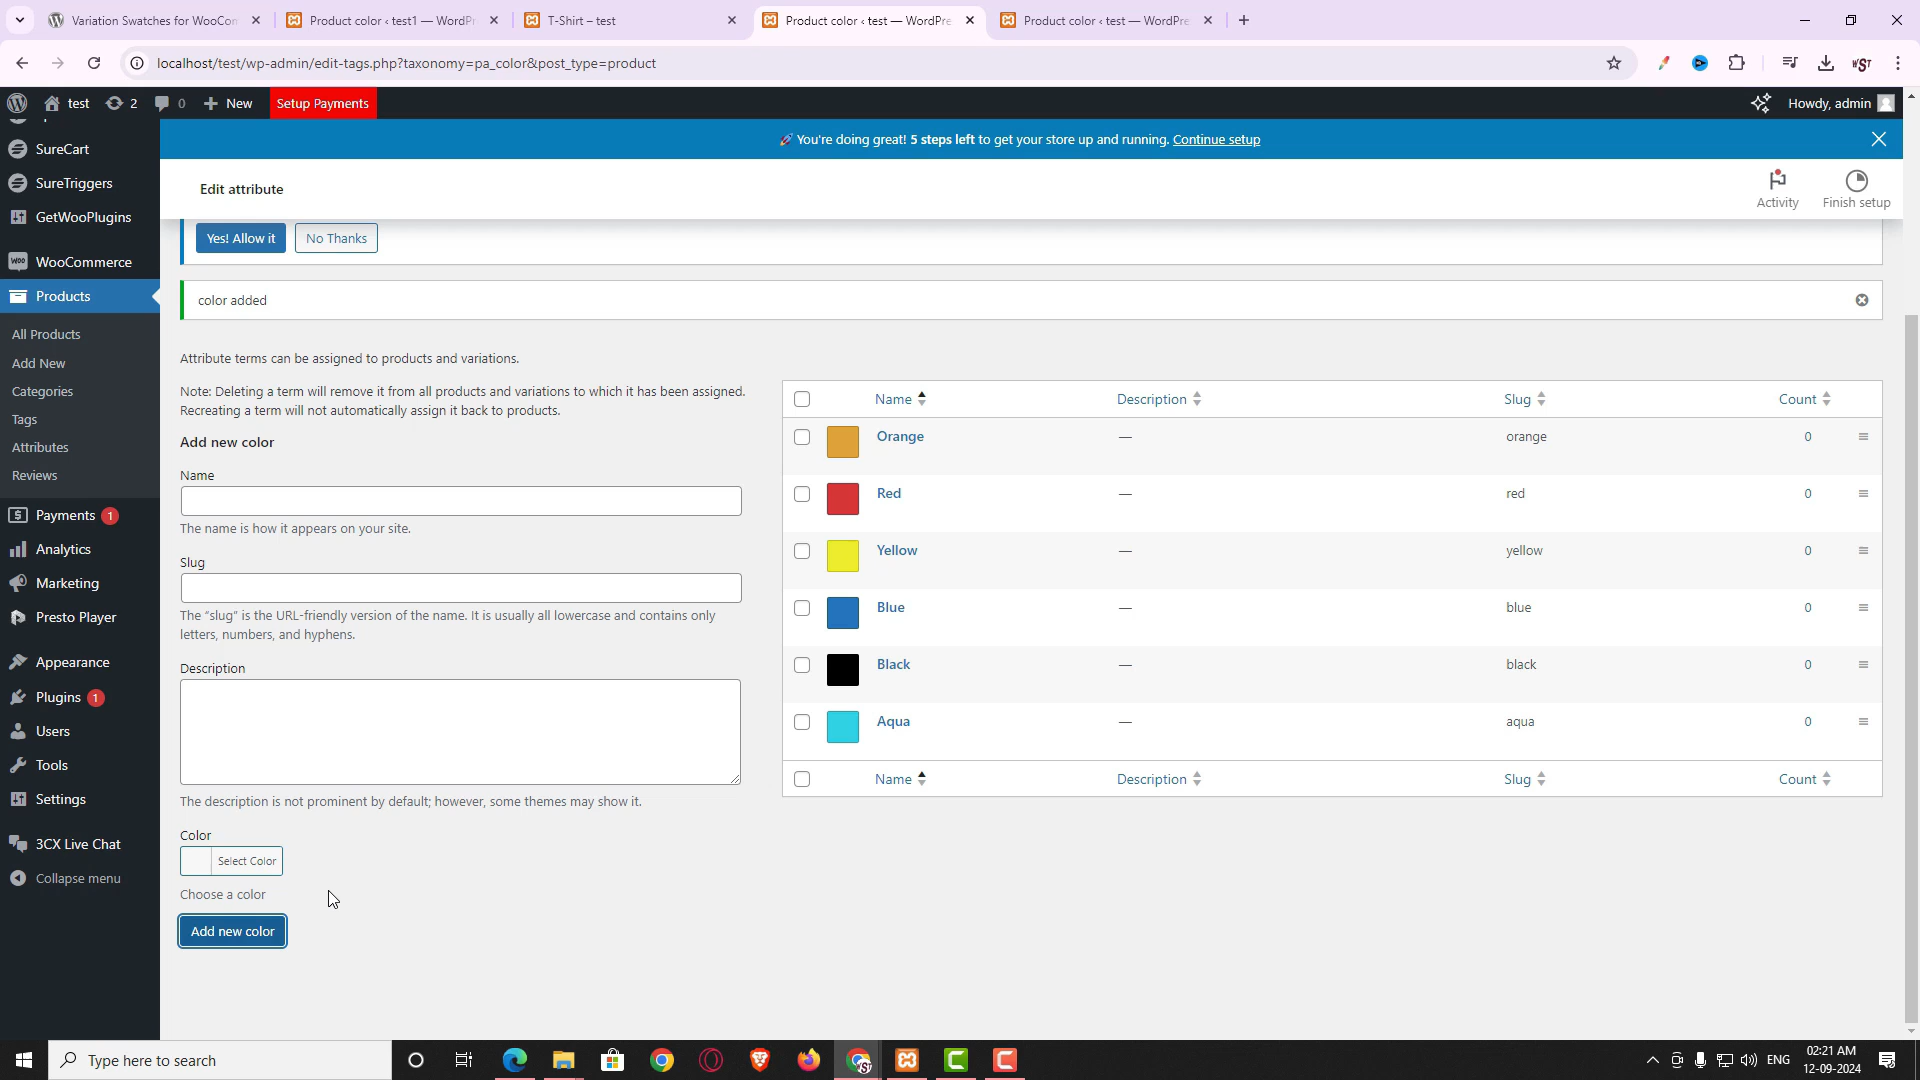 Variation Swatches for WooCom
Product color ‹ test1 — WordPr
T-Shirt – test
Product color ‹ test — WordPre
Product color ‹ test — WordPre
localhost/test/wp-admin/edit-tags.php?taxonomy=pa_color&post_type=product
test 2 0 New Setup Payments Howdy, admin
SureCart
SureTriggers
GetWooPlugins
WooCommerce
Products
All Products
Add New
Categories
Tags
Attributes
Reviews
Payments 1
Analytics
Marketing
Presto Player
Appearance
Plugins 1
Users
Tools
Settings
3CX Live Chat
Collapse menu
🚀 You're doing great! 5 steps left to get your store up and running. Continue setup
Edit attribute
Activity
Finish setup
Yes! Allow it No Thanks
color added
Attribute terms can be assigned to products and variations.
Note: Deleting a term will remove it from all products and variations to which it has been assigned.
Recreating a term will not automatically assign it back to products.
Add new color
Name
The name is how it appears on your site.
Slug
The “slug” is the URL-friendly version of the name. It is usually all lowercase and contains only
letters, numbers, and hyphens.
Description
The description is not prominent by default; however, some themes may show it.
Color
Select Color
Choose a color
Add new color
Name Description Slug Count
Orange — orange 0
Red — red 0
Yellow — yellow 0
Blue — blue 0
Black — black 0
Aqua — aqua 0
Name Description Slug Count
Type here to search
ENG
02:21 AM
12-09-2024